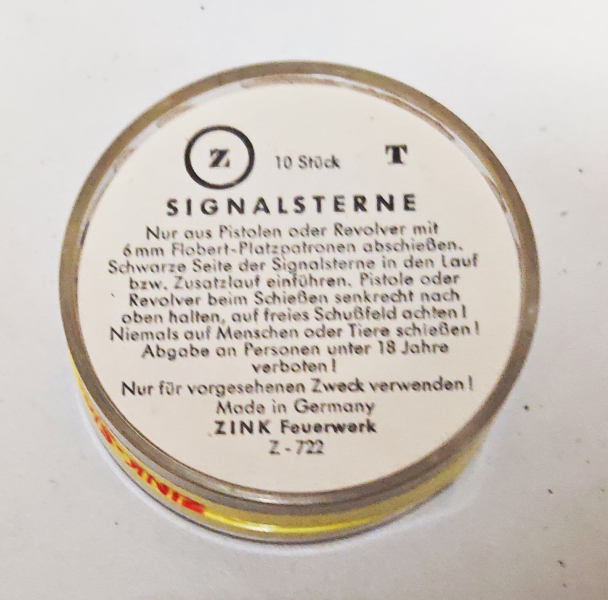 Z 10 Stück T
SIGNALSTERNE
Nur aus Pistolen oder Revolver mit
6mm Flobert-Platzpatronen abschießen.
Schwarze Seite der Signalsterne in den Lauf
bzw. Zusatzlauf einführen. Pistole oder
Revolver beim Schießen senkrecht nach
oben halten, auf freies Schußfeld achten!
Niemals auf Menschen oder Tiere schießen!
Abgabe an Personen unter 18 Jahre
verboten!
Nur für vorgesehenen Zweck verwenden!
Made in Germany
ZINK Feuerwerk
Z-722
ZINK-